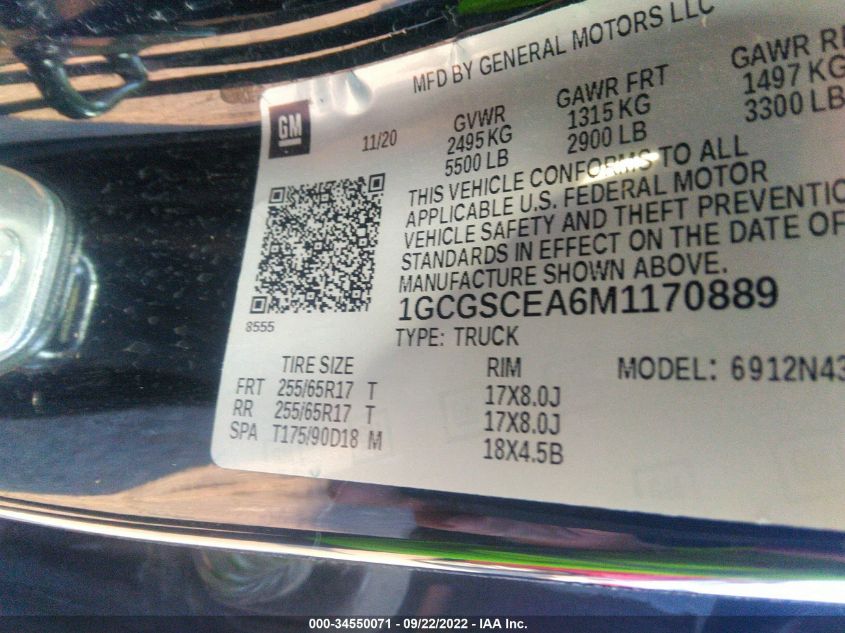 MFD BY GENERAL MOTORS LLC
GM
11/20
GVWR
2495 KG
5500 LB
GAWR FRT
1315 KG
2900 LB
GAWR
1497 KG
3300 LB
THIS VEHICLE CONFORMS TO ALL
APPLICABLE U.S. FEDERAL MOTOR
VEHICLE SAFETY AND THEFT PREVENTIO
STANDARDS IN EFFECT ON THE DATE OF
MANUFACTURE SHOWN ABOVE.
8555
1GCGSCEA6M1170889
TYPE: TRUCK
TIRE SIZE RIM MODEL: 6912N43
FRT 255/65R17 T 17X8.0J
RR 255/65R17 T 17X8.0J
SPA T175/90D18 M 18X4.5B
000-34550071 - 09/22/2022 - IAA Inc.